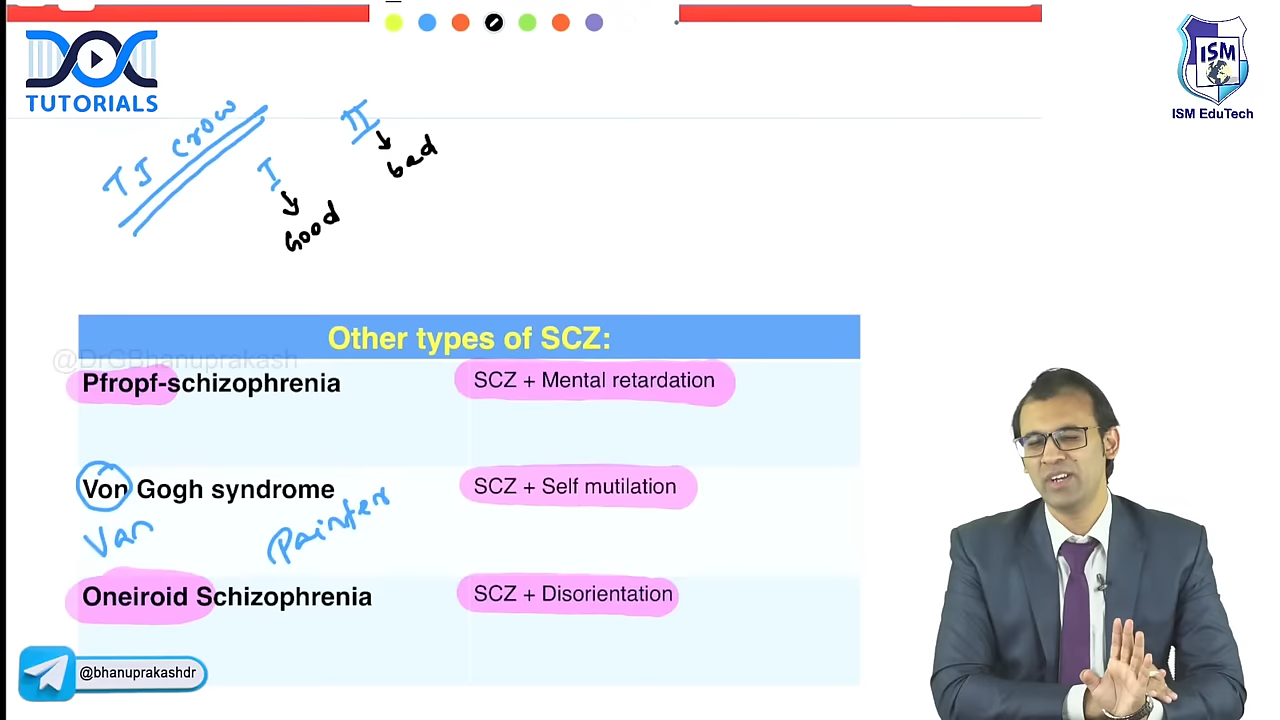 TUTORIALS
ISM
ISM EduTech
TJ Crow
I
Good
II
bad
Other types of SCZ:
@DrGBhanuprakash
Pfropf-schizophrenia SCZ + Mental retardation
Von Gogh syndrome SCZ + Self mutilation
Van Painter
Oneiroid Schizophrenia SCZ + Disorientation
@bhanuprakashdr